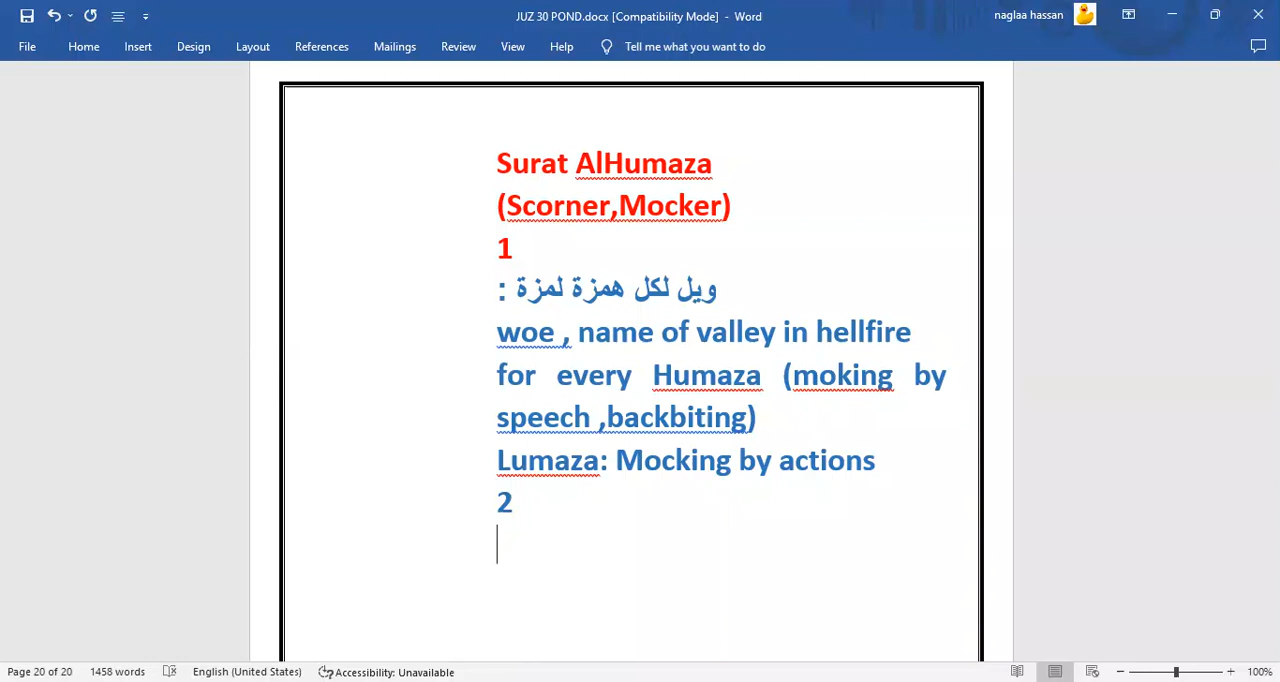 JUZ 30 POND.docx [Compatibility Mode] - Word
naglaa hassan
File Home Insert Design Layout References Mailings Review View Help Tell me what you want to do
Surat AlHumaza
(Scorner,Mocker)
1
ويل لكل همزة لمزة :
woe , name of valley in hellfire
for every Humaza (moking by
speech ,backbiting)
Lumaza: Mocking by actions
2
Page 20 of 20 1458 words English (United States) Accessibility: Unavailable 100%